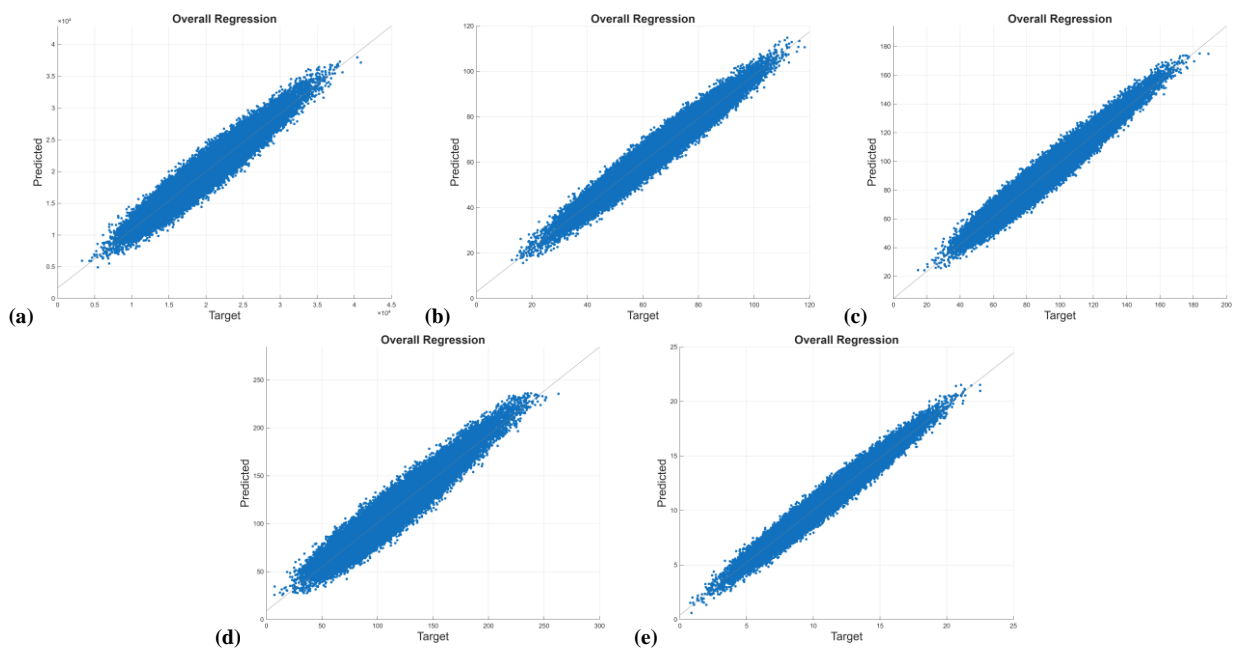 Overall Regression
×10⁴
4
3.5
3
2.5
2
1.5
1
0.5
0
Predicted
0 0.5 1 1.5 2 2.5 3 3.5 4 4.5
×10⁴
Target
(a)
Overall Regression
120
100
80
60
40
20
0
Predicted
0 20 40 60 80 100 120
Target
(b)
Overall Regression
180
160
140
120
100
80
60
40
20
Predicted
0 20 40 60 80 100 120 140 160 180 200
Target
(c)
Overall Regression
250
200
150
100
50
0
Predicted
0 50 100 150 200 250 300
Target
(d)
Overall Regression
25
20
15
10
5
0
Predicted
0 5 10 15 20 25
Target
(e)